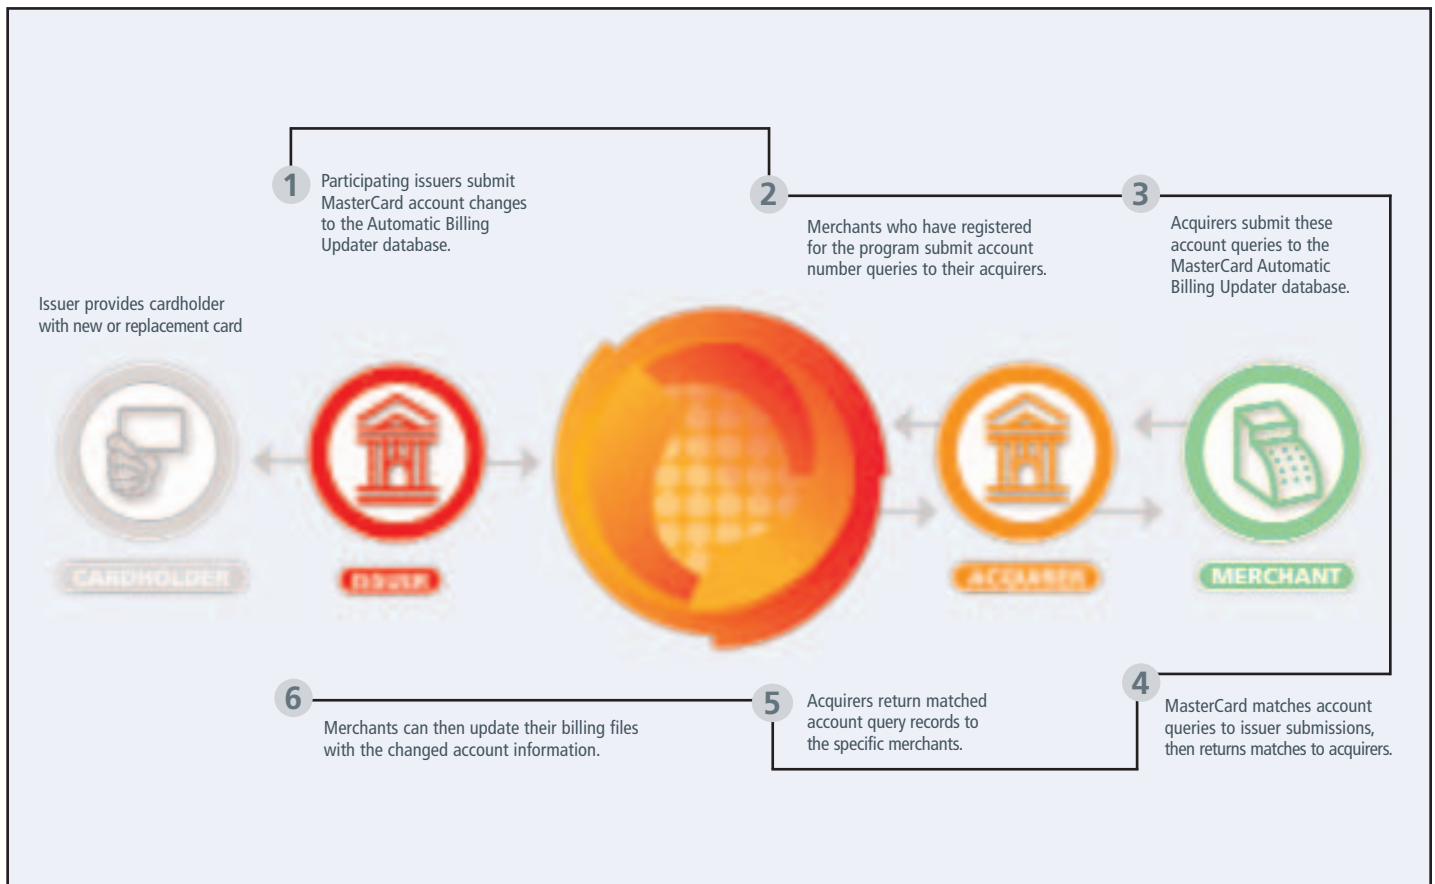 1
Participating issuers submit
MasterCard account changes
to the Automatic Billing
Updater database.
2
Merchants who have registered
for the program submit account
number queries to their acquirers.
3
Acquirers submit these
account queries to the
MasterCard Automatic
Billing Updater database.
Issuer provides cardholder
with new or replacement card
CARDHOLDER
ISSUER
ACQUIRER
MERCHANT
4
MasterCard matches account
queries to issuer submissions,
then returns matches to acquirers.
5
Acquirers return matched
account query records to
the specific merchants.
6
Merchants can then update their billing files
with the changed account information.